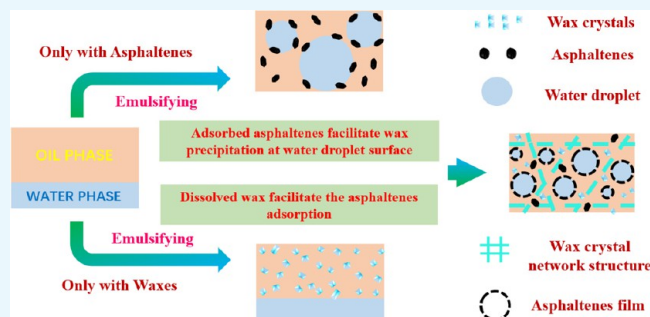 Only with Asphaltenes
Emulsifying
OIL PHASE
WATER PHASE
Adsorbed asphaltenes facilitate wax
precipitation at water droplet surface
Dissolved wax facilitate the asphaltenes
adsorption
Emulsifying
Only with Waxes
Wax crystals
Asphaltenes
Water droplet
Wax crystal
network structure
Asphaltenes film